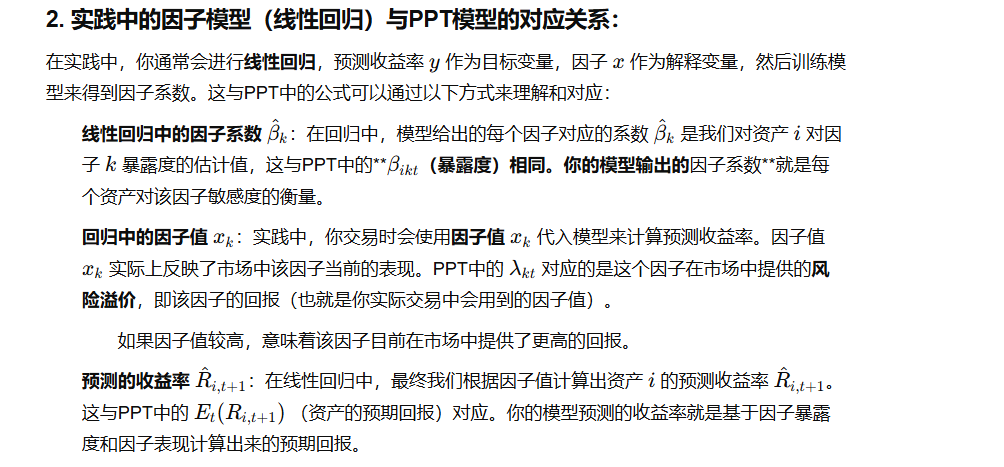 2. 实践中的因子模型（线性回归）与PPT模型的对应关系：
在实践中，你通常会进行线性回归，预测收益率 y 作为目标变量，因子 x 作为解释变量，然后训练模
型来得到因子系数。这与PPT中的公式可以通过以下方式来理解和对应：
线性回归中的因子系数 β̂ₖ：在回归中，模型给出的每个因子对应的系数 β̂ₖ 是我们对资产 i 对因
子 k 暴露度的估计值，这与PPT中的**βᵢₖₜ（暴露度）相同。你的模型输出的因子系数**就是每
个资产对该因子敏感度的衡量。
回归中的因子值 xₖ：实践中，你交易时会使用因子值 xₖ 代入模型来计算预测收益率。因子值
xₖ 实际上反映了市场中该因子当前的表现。PPT中的 λₖₜ 对应的是这个因子在市场中提供的风
险溢价，即该因子的回报（也就是你实际交易中会用到的因子值）。
如果因子值较高，意味着该因子目前在市场中提供了更高的回报。
预测的收益率 R̂ᵢ,ₜ₊₁：在线性回归中，最终我们根据因子值计算出资产 i 的预测收益率 R̂ᵢ,ₜ₊₁。
这与PPT中的 Eₜ(Rᵢ,ₜ₊₁) （资产的预期回报）对应。你的模型预测的收益率就是基于因子暴露
度和因子表现计算出来的预期回报。